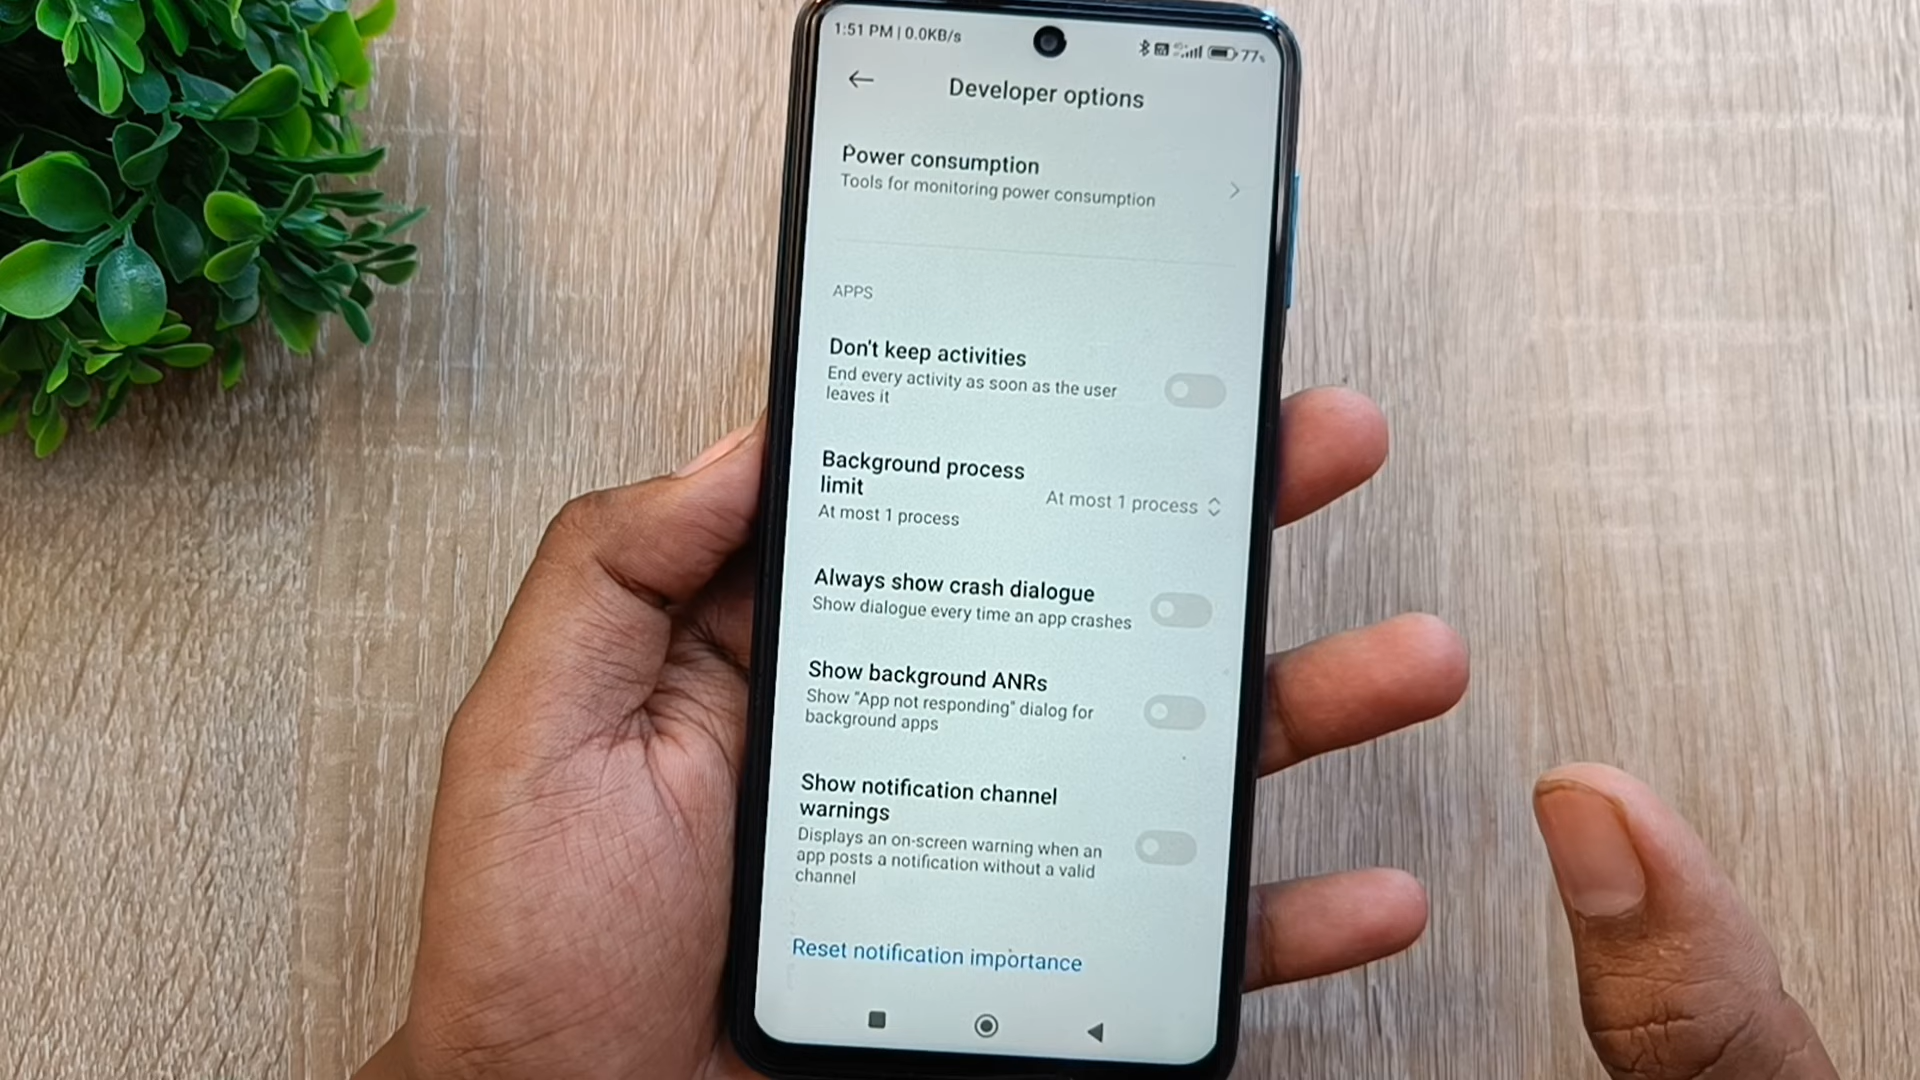 1:51 PM | 0.0KB/s
77
Developer options
Power consumption
Tools for monitoring power consumption
APPS
Don't keep activities
End every activity as soon as the user
leaves it
Background process
limit
At most 1 process
At most 1 process
Always show crash dialogue
Show dialogue every time an app crashes
Show background ANRs
Show "App not responding" dialog for
background apps
Show notification channel
warnings
Displays an on-screen warning when an
app posts a notification without a valid
channel
Reset notification importance